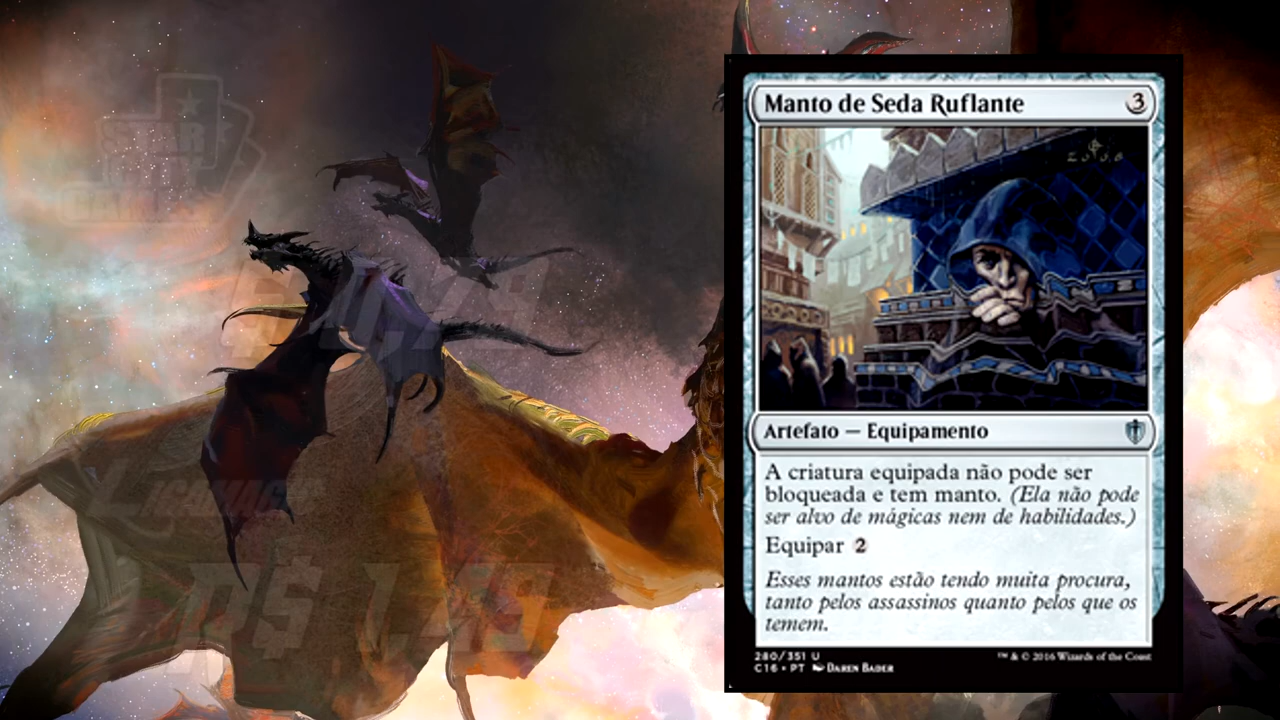 Manto de Seda Ruflante 3
Artefato — Equipamento
A criatura equipada não pode ser
bloqueada e tem manto. (Ela não pode
ser alvo de mágicas nem de habilidades.)
Equipar 2
Esses mantos estão tendo muita procura,
tanto pelos assassinos quanto pelos que os
temem.
280/351 U
™ & © 2016 Wizards of the Coast
C16 • PT Daren Bader